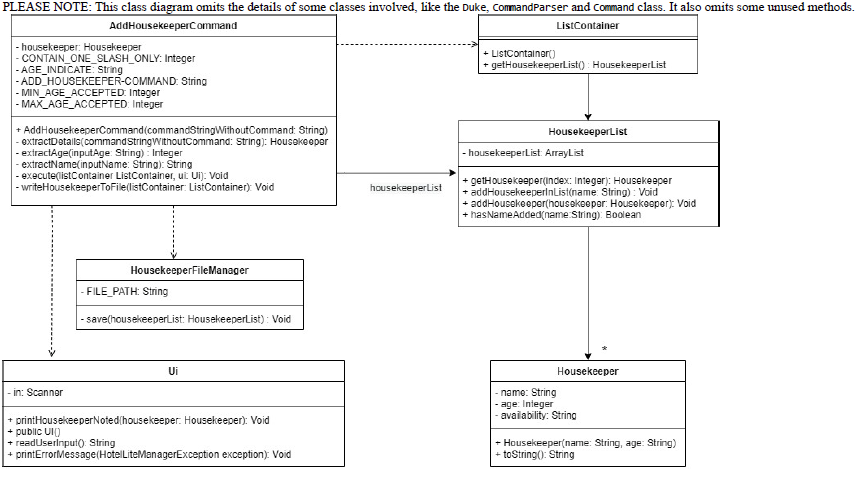 PLEASE NOTE: This class diagram omits the details of some classes involved, like the Duke, CommandParser and Command class. It also omits some unused methods.
AddHousekeeperCommand
- housekeeper: Housekeeper
- CONTAIN_ONE_SLASH_ONLY: Integer
- AGE_INDICATE: String
- ADD_HOUSEKEEPER-COMMAND: String
- MIN_AGE_ACCEPTED: Integer
- MAX_AGE_ACCEPTED: Integer
+ AddHousekeeperCommand(commandStringWithoutCommand: String)
- extractDetails(commandStringWithoutCommand: String): Housekeeper
- extractAge(inputAge: String) : Integer
- extractName(inputName: String): String
- execute(listContainer ListContainer, ui: Ui): Void
- writeHousekeeperToFile(listContainer: ListContainer): Void
ListContainer
+ ListContainer()
+ getHousekeeperList() : HousekeeperList
HousekeeperList
- housekeeperList: ArrayList
+ getHousekeeper(index: Integer): Housekeeper
+ addHousekeeperInList(name: String) : Void
+ addHousekeeper(housekeeper: Housekeeper): Void
+ hasNameAdded(name:String): Boolean
housekeeperList
HousekeeperFileManager
- FILE_PATH: String
- save(housekeeperList: HousekeeperList) : Void
Ui
- in: Scanner
+ printHousekeeperNoted(housekeeper: Housekeeper): Void
+ public UI()
+ readUserInput(): String
+ printErrorMessage(HotelLiteManagerException exception): Void
*
Housekeeper
- name: String
- age: Integer
- availability: String
+ Housekeeper(name: String, age: String)
+ toString(): String